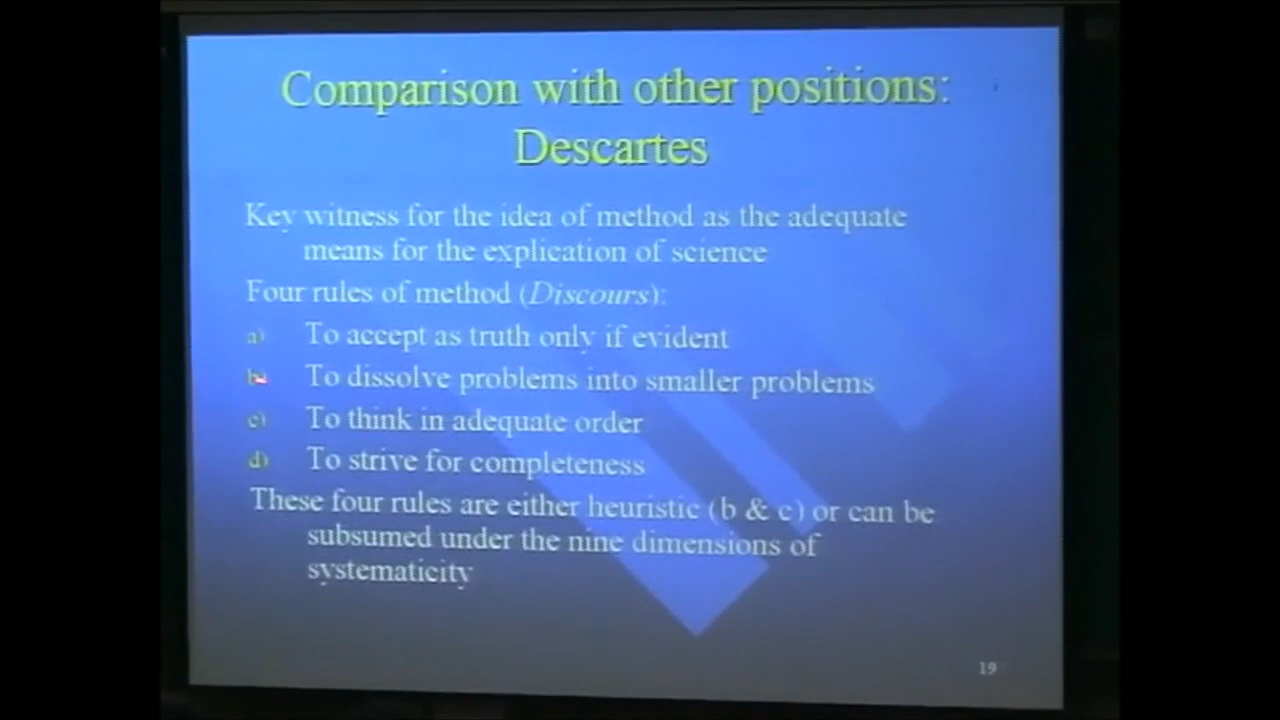 Comparison with other positions:
Descartes
Key witness for the idea of method as the adequate
means for the explication of science
Four rules of method (Discours):
a) To accept as truth only if evident
b) To dissolve problems into smaller problems
c) To think in adequate order
d) To strive for completeness
These four rules are either heuristic (b & c) or can be
subsumed under the nine dimensions of
systematicity
19